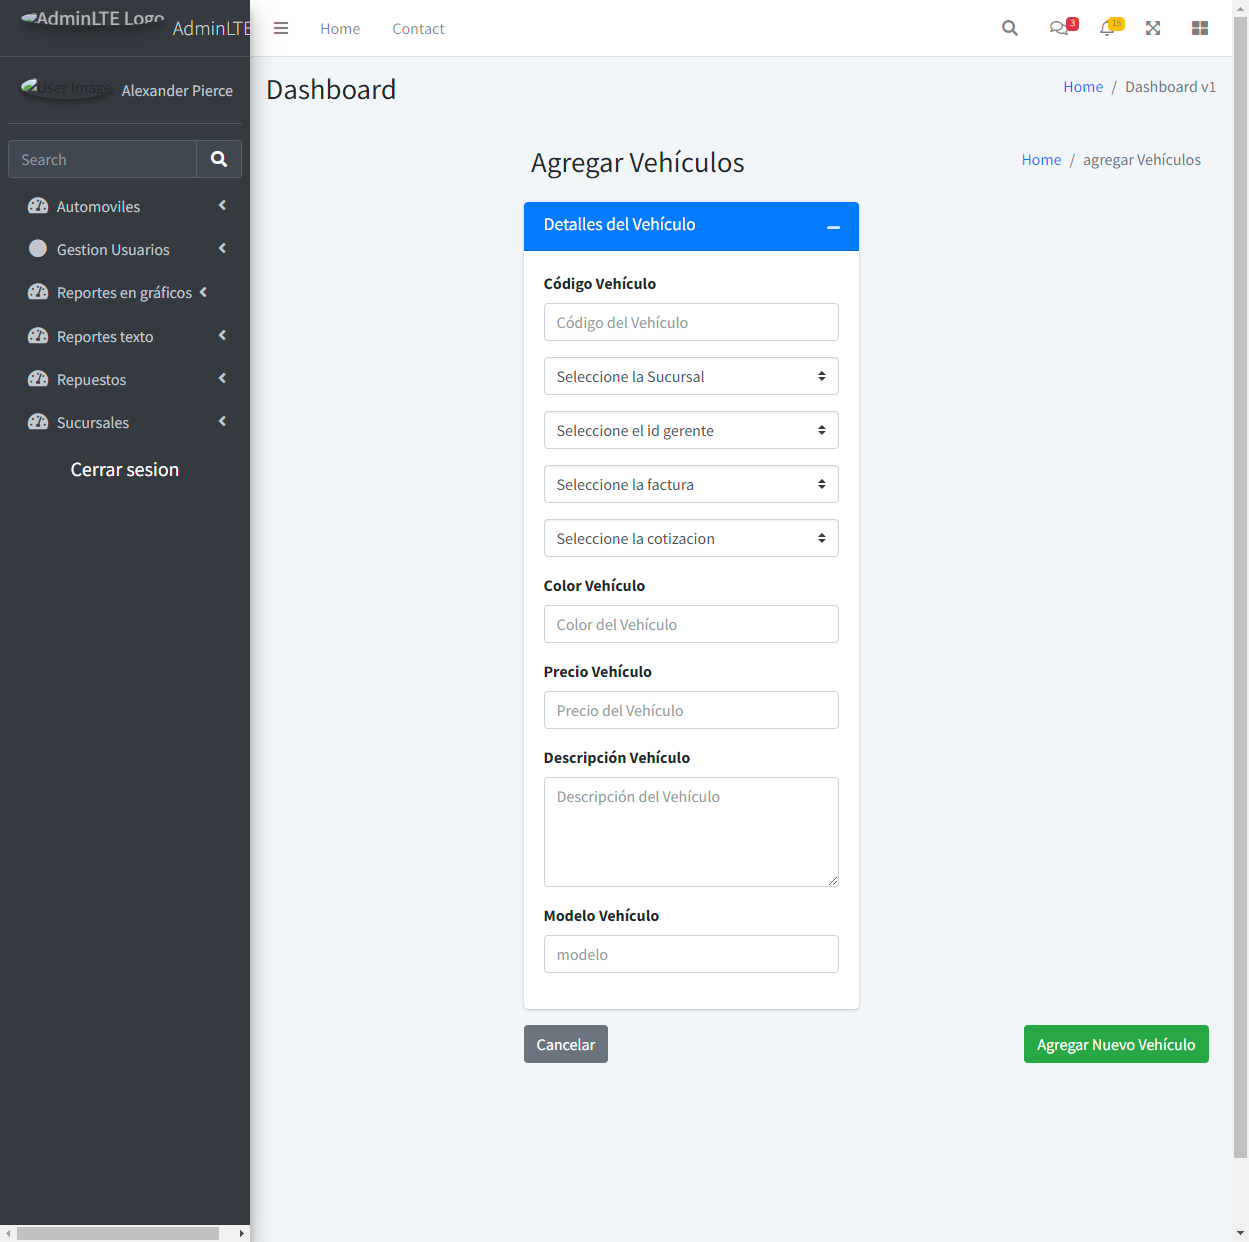 AdminLTE Logo
AdminLTE
Home
Contact
3
15
User Image
Alexander Pierce
Dashboard
Home / Dashboard v1
Search
Automoviles
Gestion Usuarios
Reportes en gráficos
Reportes texto
Repuestos
Sucursales
Cerrar sesion
Agregar Vehículos
Home / agregar Vehículos
Detalles del Vehículo
Código Vehículo
Código del Vehículo
Seleccione la Sucursal
Seleccione el id gerente
Seleccione la factura
Seleccione la cotizacion
Color Vehículo
Color del Vehículo
Precio Vehículo
Precio del Vehículo
Descripción Vehículo
Descripción del Vehículo
Modelo Vehículo
modelo
Cancelar
Agregar Nuevo Vehículo